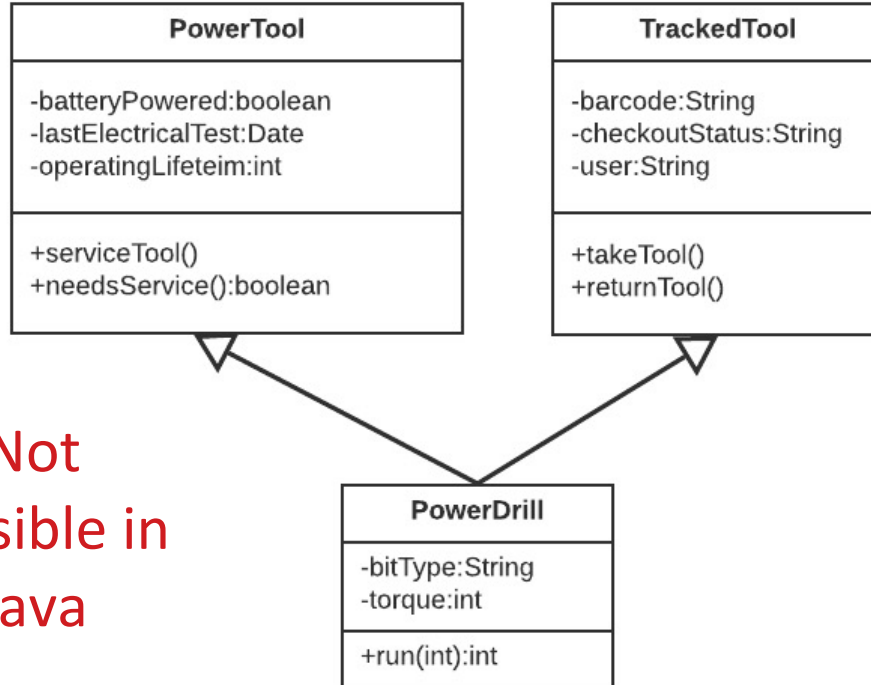 PowerTool
-batteryPowered:boolean
-lastElectricalTest:Date
-operatingLifeteim:int
+serviceTool()
+needsService():boolean
TrackedTool
-barcode:String
-checkoutStatus:String
-user:String
+takeTool()
+returnTool()
Not
sible in
ava
PowerDrill
-bitType:String
-torque:int
+run(int):int